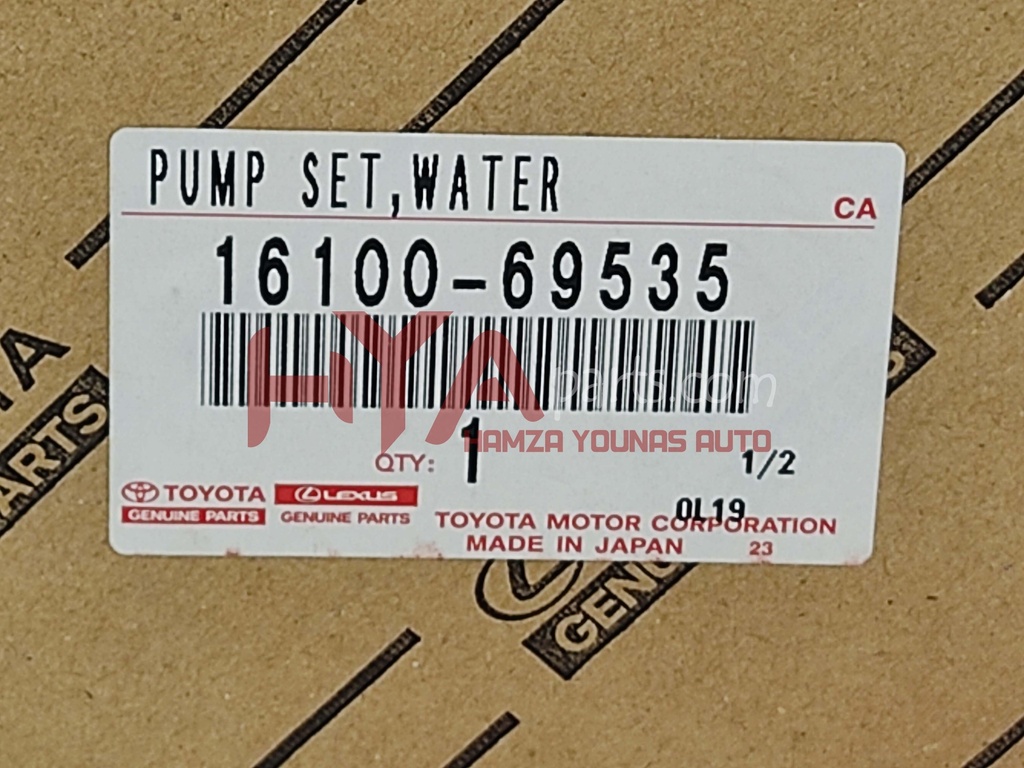 PUMP SET,WATER
CA
16100-69535
HYA parts.com
HAMZA YOUNAS AUTO
QTY: 1
1/2
TOYOTA LEXUS
GENUINE PARTS GENUINE PARTS
0L19
TOYOTA MOTOR CORPORATION
MADE IN JAPAN 23
PARTS